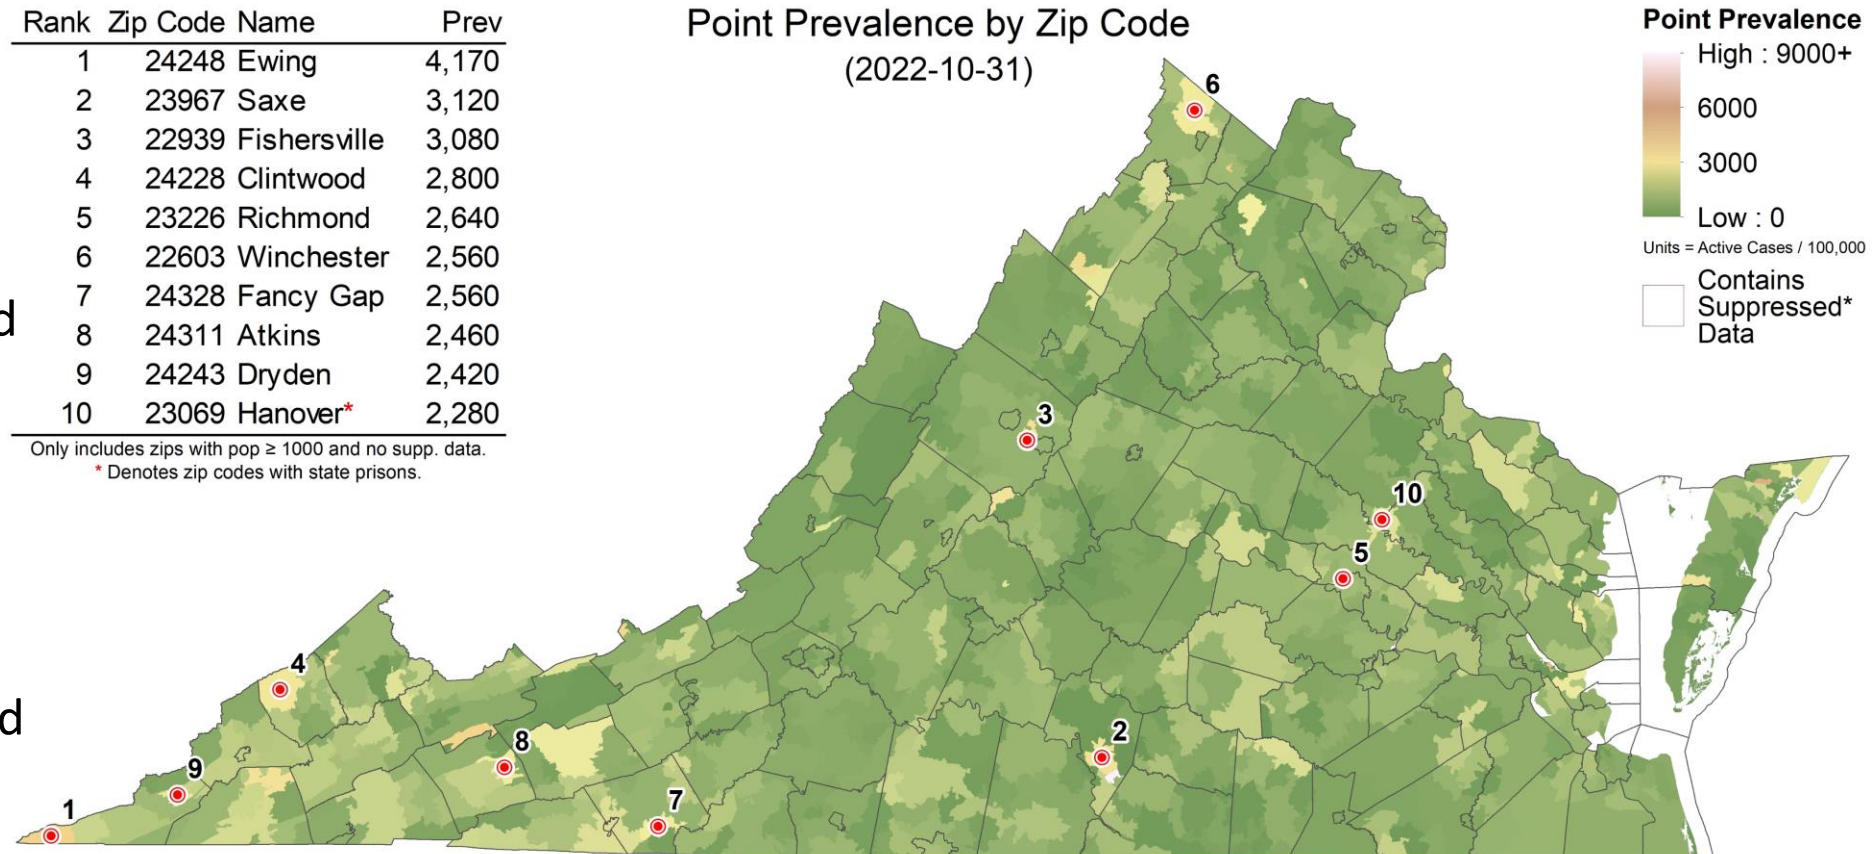 Rank Zip Code Name Prev
1 24248 Ewing 4,170
2 23967 Saxe 3,120
3 22939 Fishersville 3,080
4 24228 Clintwood 2,800
5 23226 Richmond 2,640
6 22603 Winchester 2,560
7 24328 Fancy Gap 2,560
8 24311 Atkins 2,460
9 24243 Dryden 2,420
10 23069 Hanover* 2,280
Only includes zips with pop ≥ 1000 and no supp. data.
* Denotes zip codes with state prisons.
d
d
Point Prevalence by Zip Code
(2022-10-31)
Point Prevalence
High : 9000+
6000
3000
Low : 0
Units = Active Cases / 100,000
Contains
Suppressed*
Data
6
3
10
5
4
2
8
9
7
1